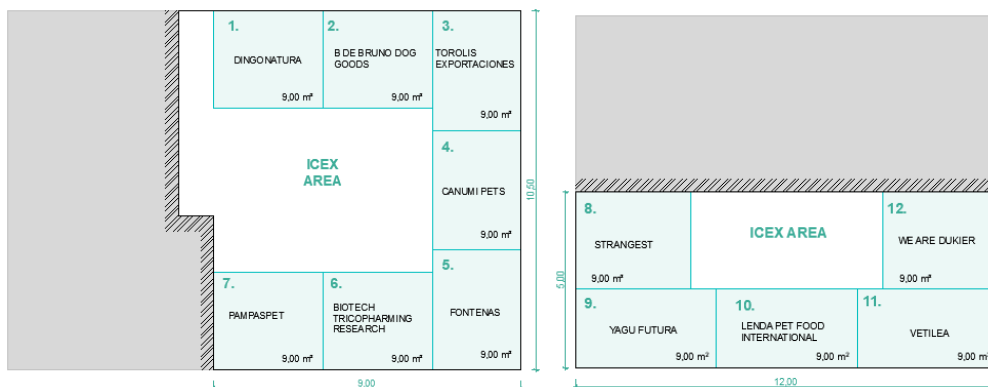 1.
DINGONATURA
9,00 m²
2.
B DE BRUNO DOG
GOODS
9,00 m²
3.
TOROLIS
EXPORTACIONES
9,00 m²
ICEX
AREA
4.
CANUMI PETS
9,00 m²
10,50
7.
PAMPASPET
9,00 m²
6.
BIOTECH
TRICOPHARMING
RESEARCH
9,00 m²
5.
FONTENAS
9,00 m²
9,00
8.
STRANGEST
9,00 m²
ICEX AREA
12.
WE ARE DUKIER
9,00 m²
5,00
9.
YAGU FUTURA
9,00 m²
10.
LENDA PET FOOD
INTERNATIONAL
9,00 m²
11.
VETILEA
9,00 m²
12,00